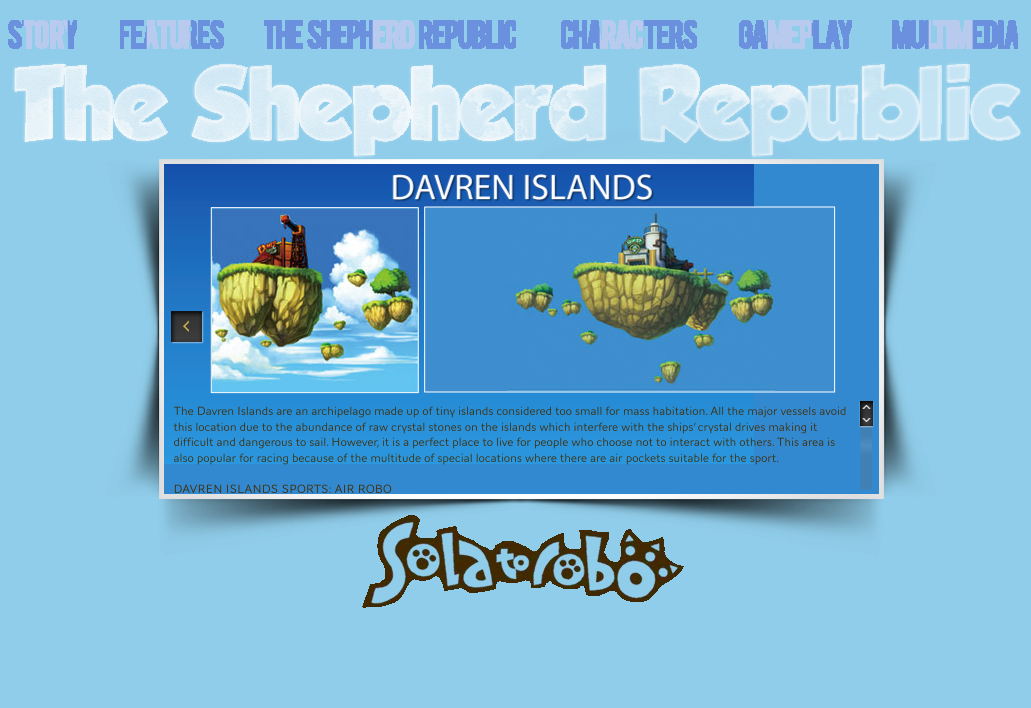 STORY FEATURES THE SHEPHERD REPUBLIC CHARACTERS GAMEPLAY MULTIMEDIA
The Shepherd Republic
DAVREN ISLANDS
The Davren Islands are an archipelago made up of tiny islands considered too small for mass habitation. All the major vessels avoid
this location due to the abundance of raw crystal stones on the islands which interfere with the ships' crystal drives making it
difficult and dangerous to sail. However, it is a perfect place to live for people who choose not to interact with others. This area is
also popular for racing because of the multitude of special locations where there are air pockets suitable for the sport.
DAVREN ISLANDS SPORTS: AIR ROBO
Solatorobo